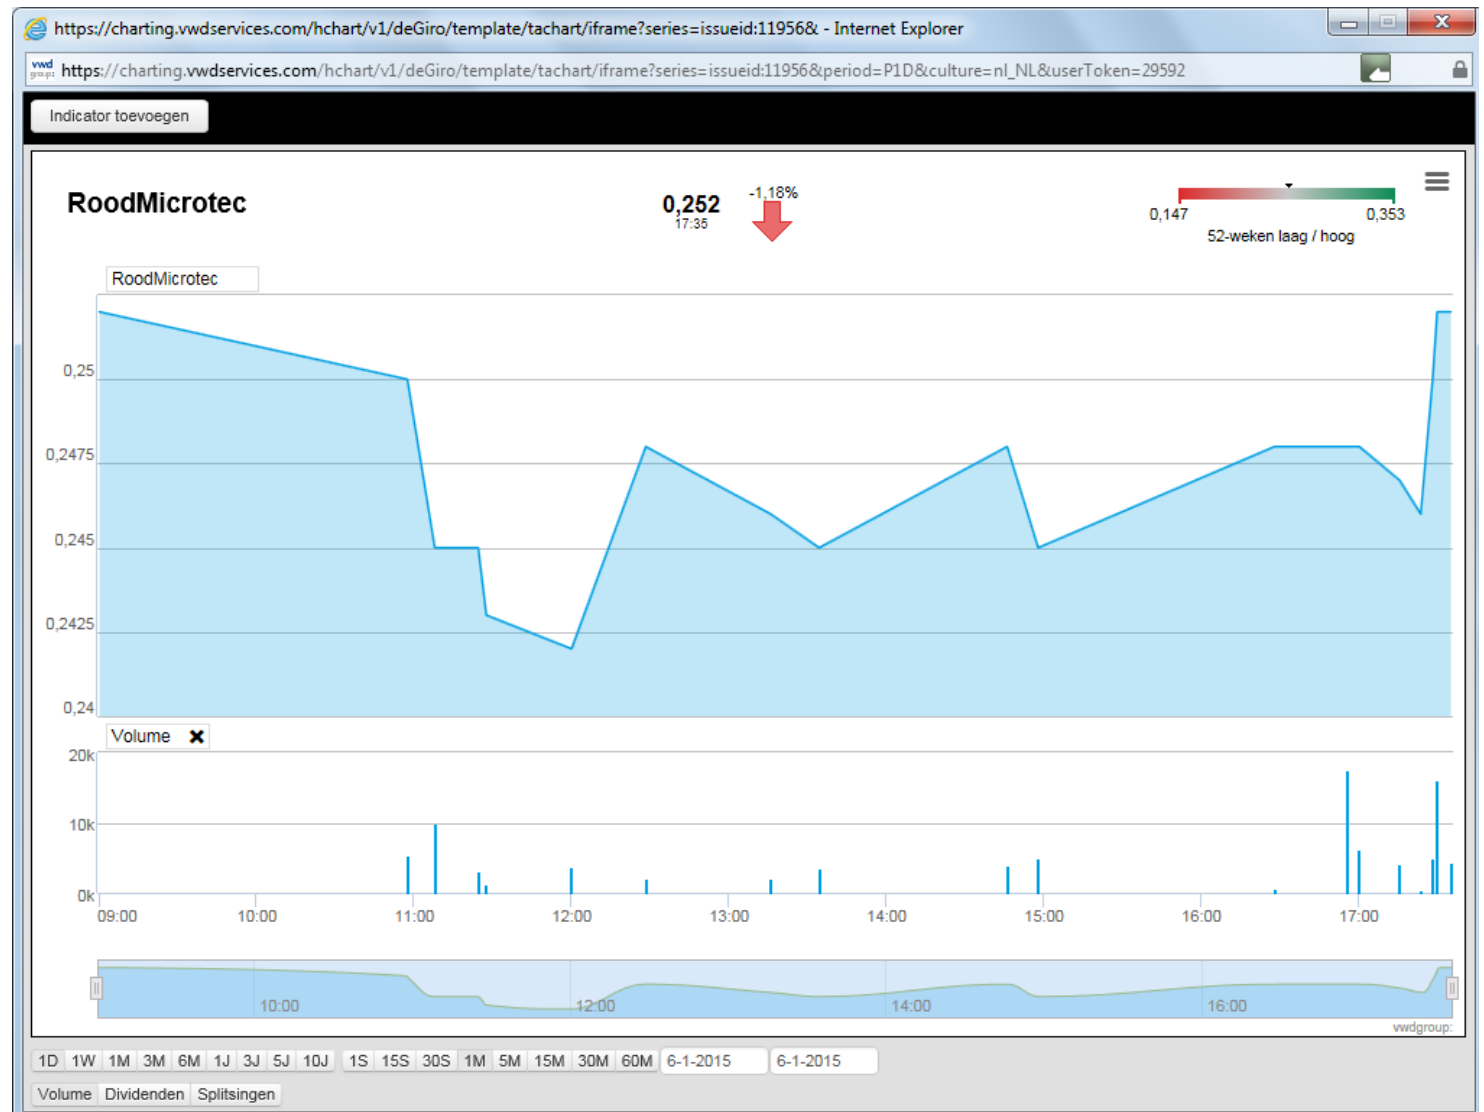 https://charting.vwdservices.com/hchart/v1/deGiro/template/tachart/iframe?series=issueid:11956& - Internet Explorer
vwd group: https://charting.vwdservices.com/hchart/v1/deGiro/template/tachart/iframe?series=issueid:11956&period=P1D&culture=nl_NL&userToken=29592
Indicator toevoegen
RoodMicrotec
0,252
17:35
-1,18%
0,147 0,353
52-weken laag / hoog
RoodMicrotec
0,25
0,2475
0,245
0,2425
0,24
Volume
20k
10k
0k
09:00 10:00 11:00 12:00 13:00 14:00 15:00 16:00 17:00
10:00 12:00 14:00 16:00
vwdgroup:
1D 1W 1M 3M 6M 1J 3J 5J 10J 1S 15S 30S 1M 5M 15M 30M 60M 6-1-2015 6-1-2015
Volume Dividenden Splitsingen